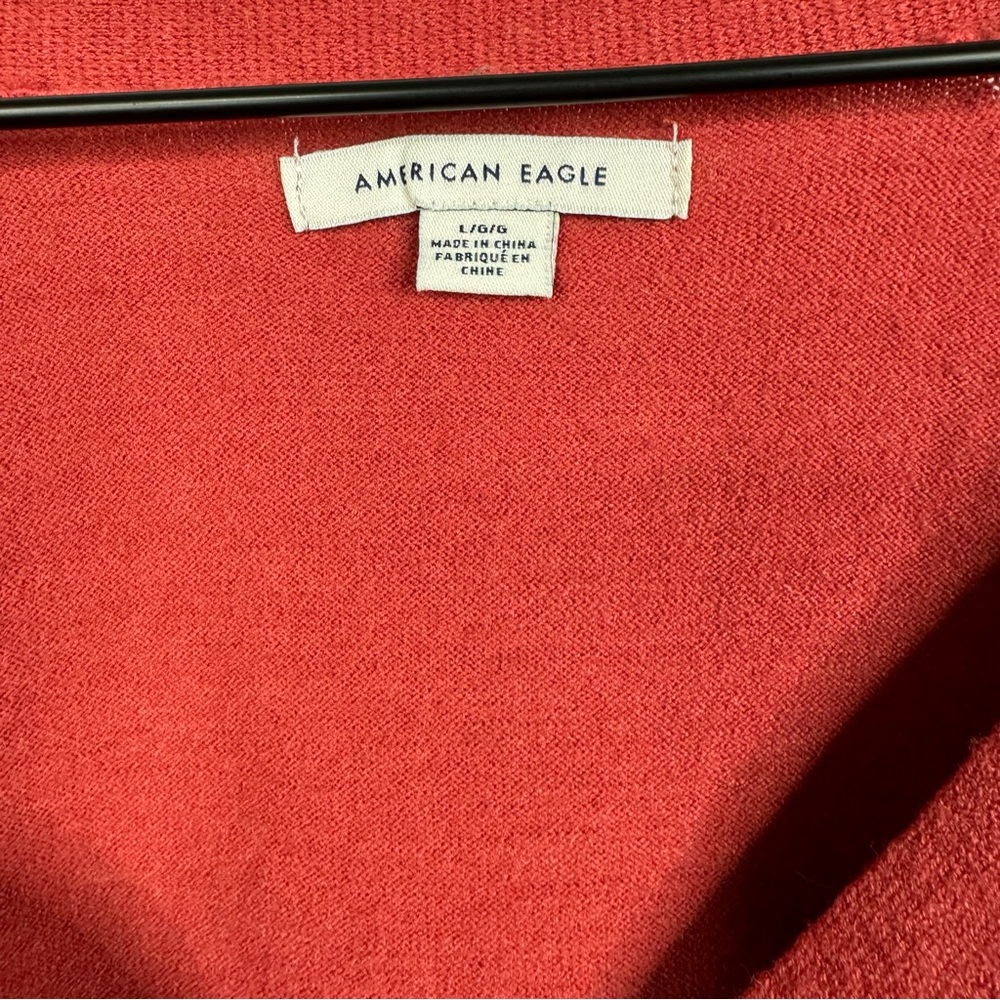 AMERICAN EAGLE
L/G/G
MADE IN CHINA
FABRIQUÉ EN
CHINE